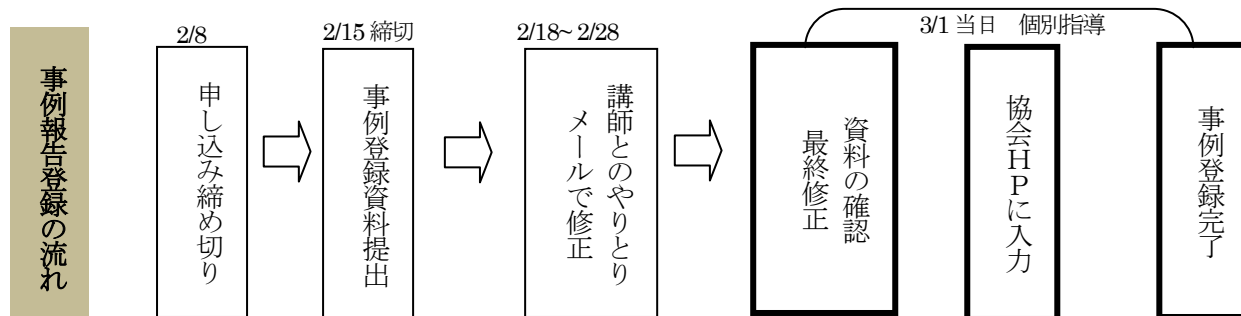 事例報告登録の流れ
2/8
申し込み締め切り
2/15 締切
事例登録資料提出
2/18~2/28
講師とのやりとり
メールで修正
3/1 当日　個別指導
資料の確認
最終修正
協会ＨＰに入力
事例登録完了